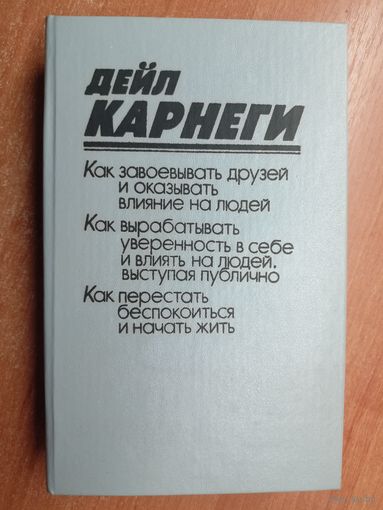 ДЕЙЛ
КАРНЕГИ
Как завоевывать друзей
и оказывать
влияние на людей
Как вырабатывать
уверенность в себе
и влиять на людей,
выступая публично
Как перестать
беспокоиться
и начать жить